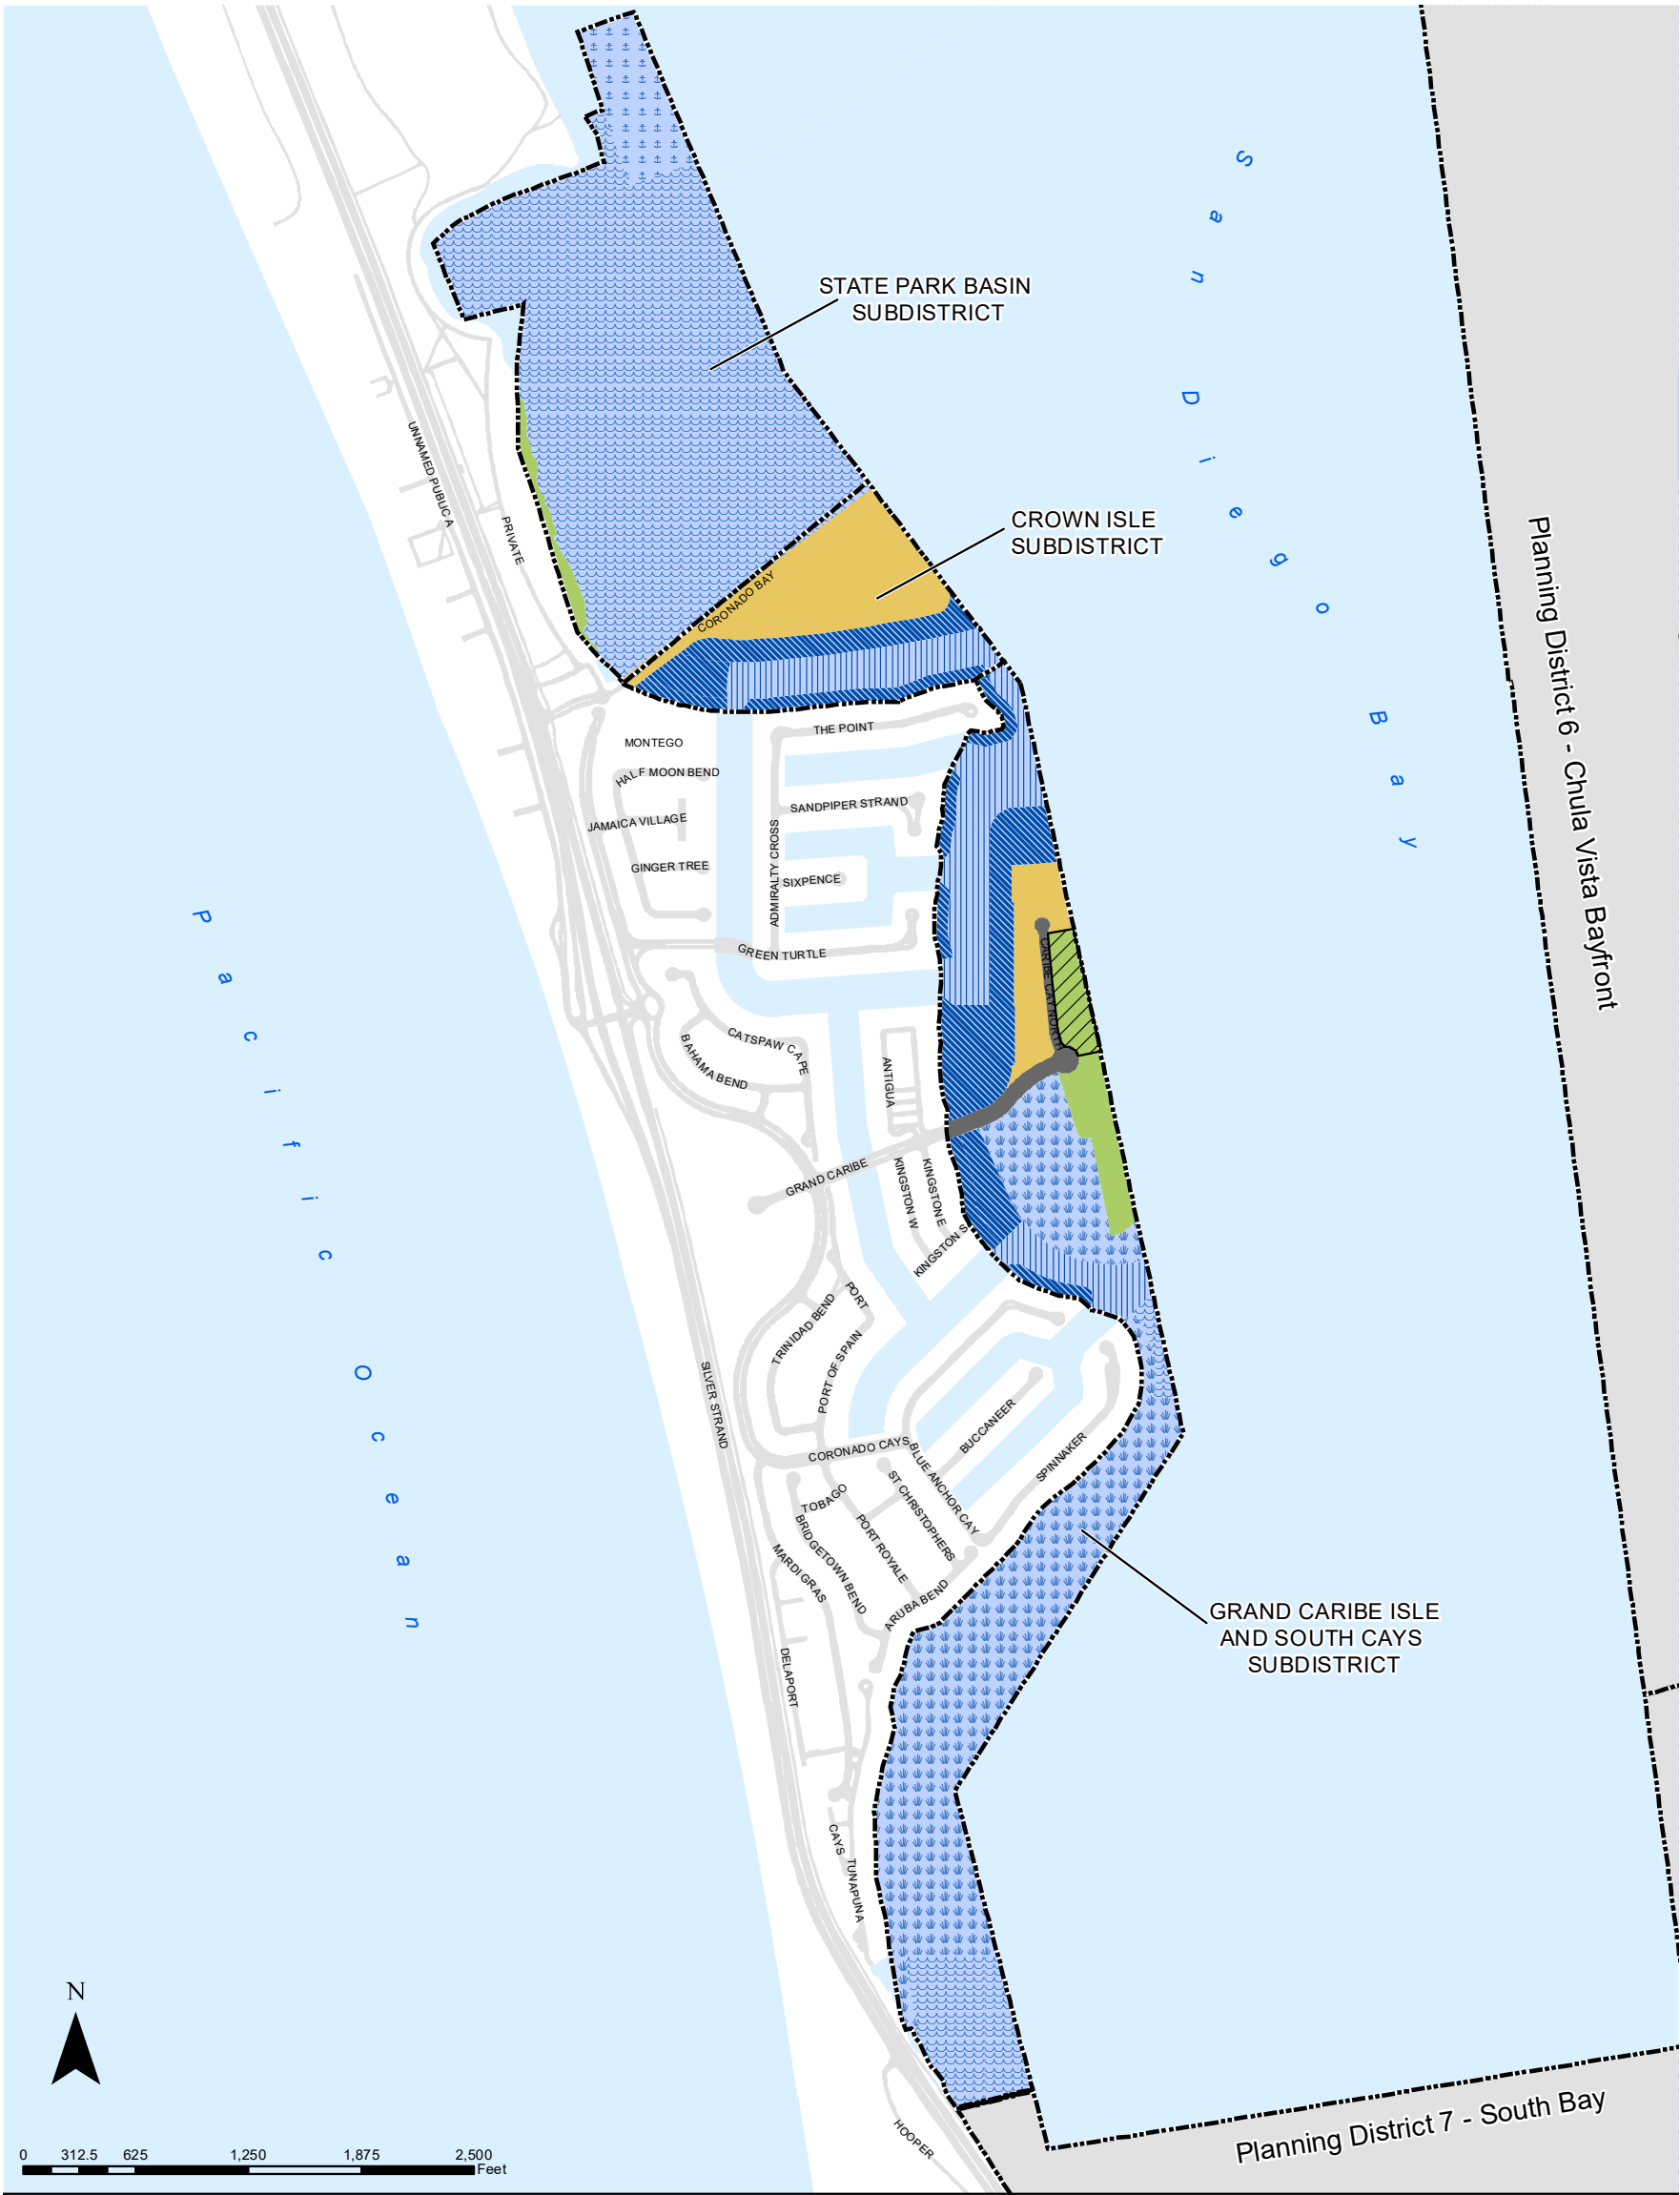 San Diego Bay
STATE PARK BASIN
SUBDISTRICT
UNNAMED PUBLIC A
PRIVATE
CROWN ISLE
SUBDISTRICT
CORONADO BAY
Planning District 6 - Chula Vista Bayfront
THE POINT
MONTEGO
HALF MOON BEND
SANDPIPER STRAND
JAMAICA VILLAGE
ADMIRALTY CROSS
GINGER TREE
SIXPENCE
GREEN TURTLE
CARIBE CAY NORTH
Pacific Ocean
CATSPAW CAPE
BAHAMA BEND
ANTIGUA
GRAND CARIBE
KINGSTON W
KINGSTON E
KINGSTON S
TRINIDAD BEND
PORT
PORT OF SPAIN
SILVER STRAND
CORONADO CAYS
BLUE ANCHOR CAY
BUCCANEER
SPINNAKER
TOBAGO
ST CHRISTOPHERS
BRIDGETOWN BEND
PORT ROYALE
MARDI GRAS
ARUBA BEND
GRAND CARIBE ISLE
AND SOUTH CAYS
SUBDISTRICT
DELAPORT
CAYS
TUNAPUNA
N
HOOPER
Planning District 7 - South Bay
0 312.5 625 1,250 1,875 2,500
Feet